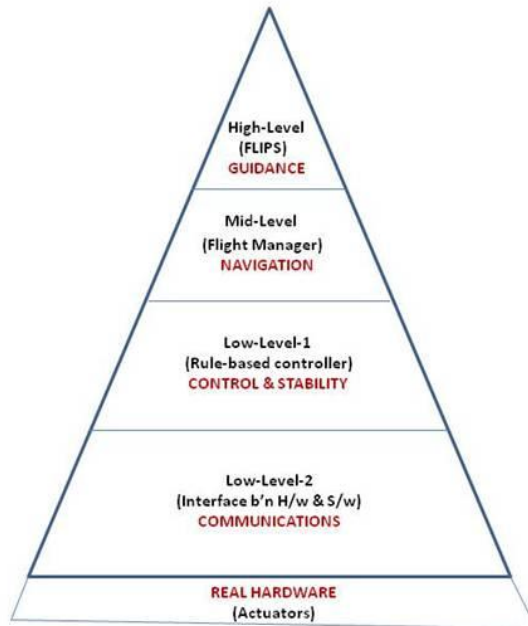 High-Level
(FLIPS)
GUIDANCE
Mid-Level
(Flight Manager)
NAVIGATION
Low-Level-1
(Rule-based controller)
CONTROL & STABILITY
Low-Level-2
(Interface b'n H/w & S/w)
COMMUNICATIONS
REAL HARDWARE
(Actuators)